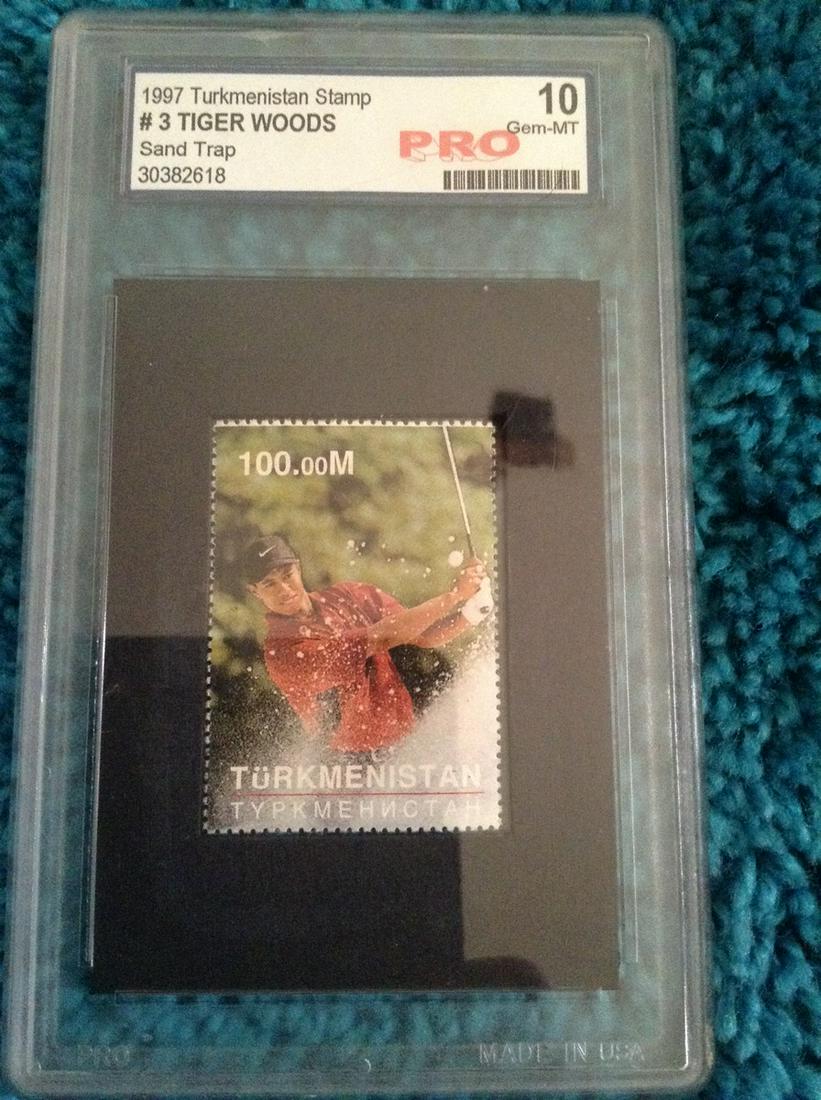 1997 Turkmenistan Stamp
10
# 3 TIGER WOODS
Gem-MT
Sand Trap
PRO
30382618
100.00M
TÜRKMENISTAN
ТУРКМЕНИСТАН
PRO
MADE IN USA